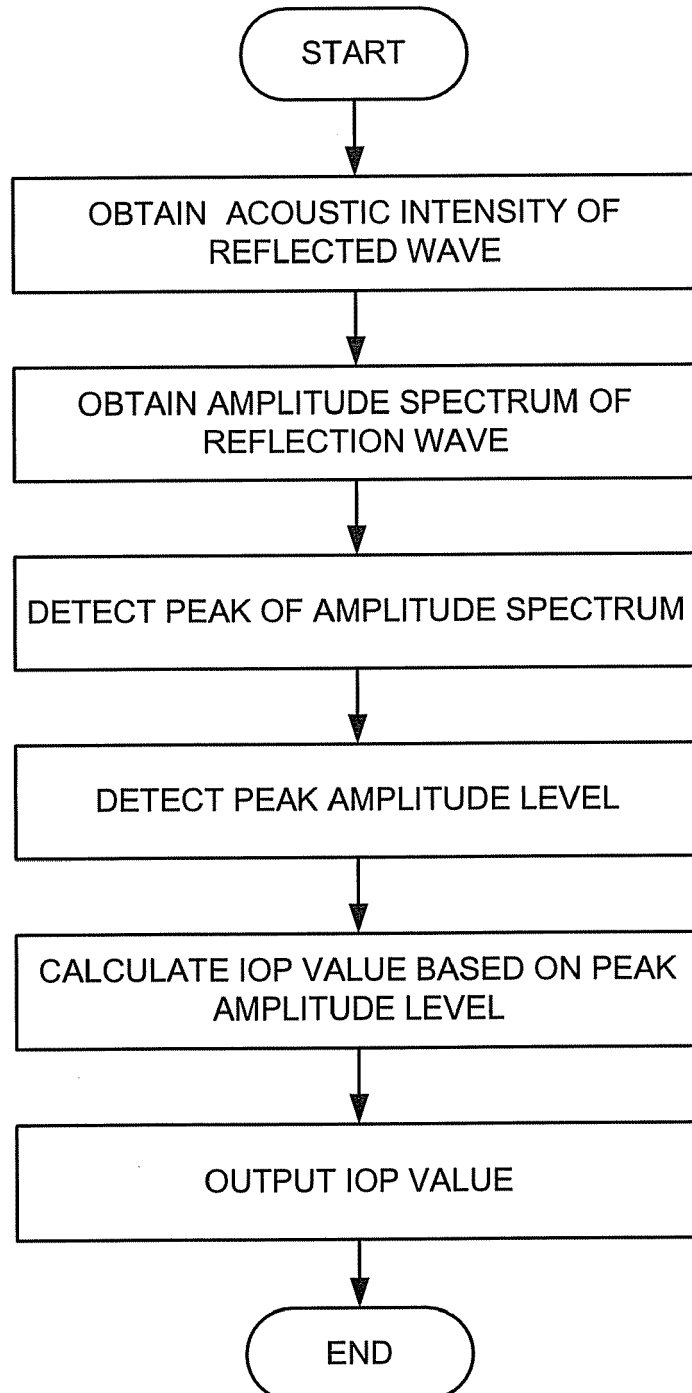 START
OBTAIN ACOUSTIC INTENSITY OF
REFLECTED WAVE
OBTAIN AMPLITUDE SPECTRUM OF
REFLECTION WAVE
DETECT PEAK OF AMPLITUDE SPECTRUM
DETECT PEAK AMPLITUDE LEVEL
CALCULATE IOP VALUE BASED ON PEAK
AMPLITUDE LEVEL
OUTPUT IOP VALUE
END